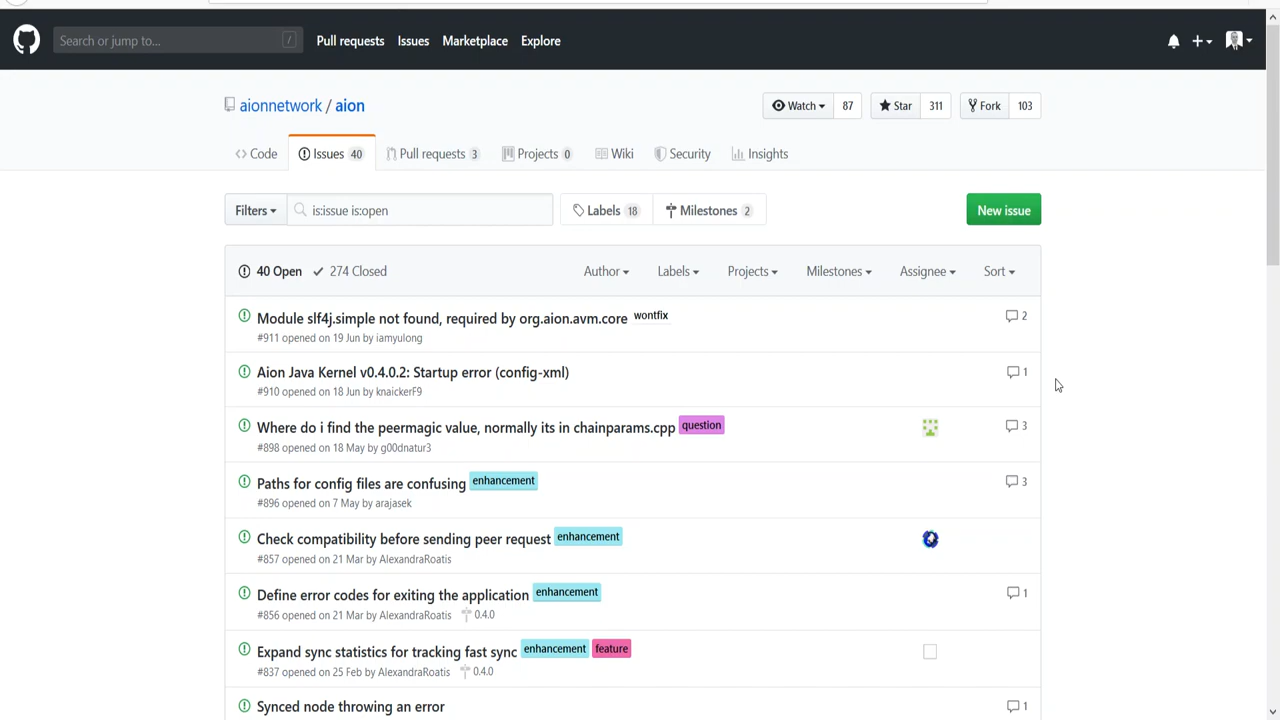 Search or jump to... /
Pull requests Issues Marketplace Explore
aionnetwork / aion
Watch 87 Star 311 Fork 103
Code Issues 40 Pull requests 3 Projects 0 Wiki Security Insights
Filters is:issue is:open Labels 18 Milestones 2 New issue
40 Open 274 Closed Author Labels Projects Milestones Assignee Sort
Module slf4j.simple not found, required by org.aion.avm.core wontfix 2
#911 opened on 19 Jun by iamyulong
Aion Java Kernel v0.4.0.2: Startup error (config-xml) 1
#910 opened on 18 Jun by knaickerF9
Where do i find the peermagic value, normally its in chainparams.cpp question 3
#898 opened on 18 May by g00dnatur3
Paths for config files are confusing enhancement 3
#896 opened on 7 May by arajasek
Check compatibility before sending peer request enhancement
#857 opened on 21 Mar by AlexandraRoatis
Define error codes for exiting the application enhancement 1
#856 opened on 21 Mar by AlexandraRoatis 0.4.0
Expand sync statistics for tracking fast sync enhancement feature
#837 opened on 25 Feb by AlexandraRoatis 0.4.0
Synced node throwing an error 1